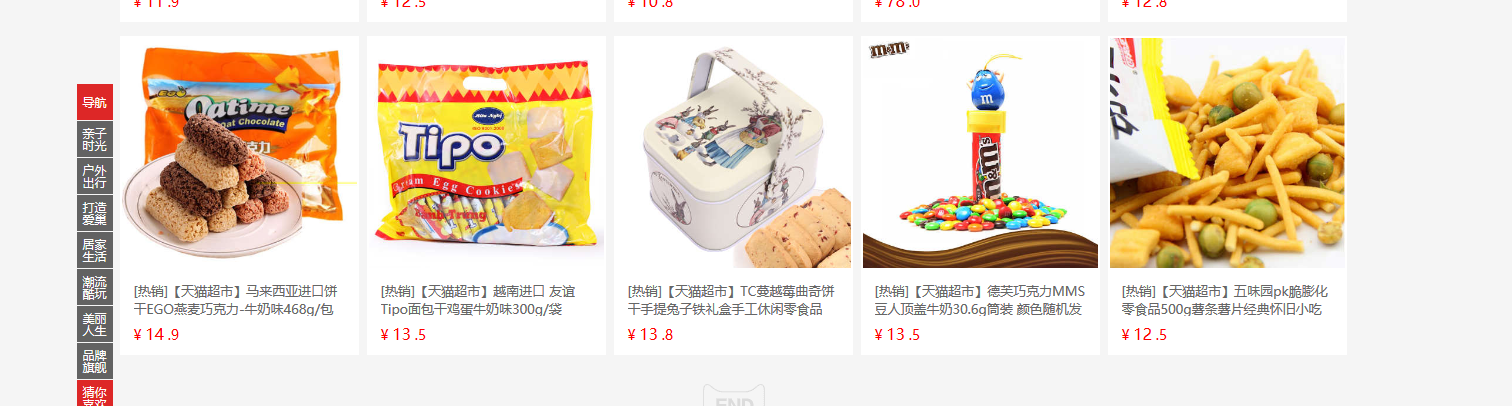 ¥ 11.9
¥ 12.5
¥ 10.8
¥ 78.0
¥ 12.8
导航
亲子
时光
户外
出行
打造
爱巢
居家
生活
潮流
酷玩
美丽
人生
品牌
旗舰
猜你
喜欢
EGO
Oatime
Oat Chocolate
克力
Hữu Nghị
Tipo
Cream Egg Cookies
Bánh Trứng
m&m's
m
m&m's
[热销]【天猫超市】马来西亚进口饼
干EGO燕麦巧克力-牛奶味468g/包
¥ 14.9
[热销]【天猫超市】越南进口 友谊
Tipo面包干鸡蛋牛奶味300g/袋
¥ 12.5
[热销]【天猫超市】TC蔓越莓曲奇饼
干手提兔子铁礼盒手工休闲零食品
¥ 13.8
[热销]【天猫超市】德芙巧克力MMS
豆人顶盖牛奶30.6g筒装 颜色随机发
¥ 13.5
[热销]【天猫超市】五味园pk脆膨化
零食品500g薯条薯片经典怀旧小吃
¥ 12.5
END